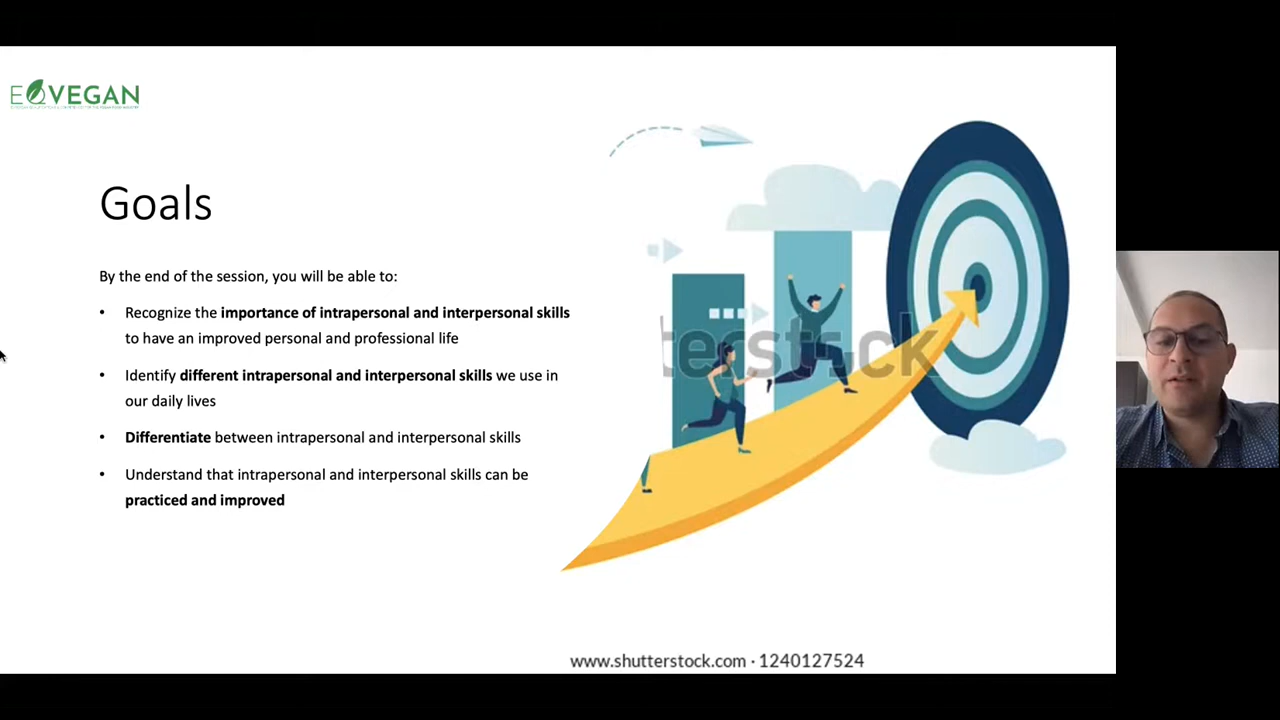 EQVEGAN
Goals
By the end of the session, you will be able to:
• Recognize the importance of intrapersonal and interpersonal skills
to have an improved personal and professional life
• Identify different intrapersonal and interpersonal skills we use in
our daily lives
• Differentiate between intrapersonal and interpersonal skills
• Understand that intrapersonal and interpersonal skills can be
practiced and improved
terstock
www.shutterstock.com · 1240127524